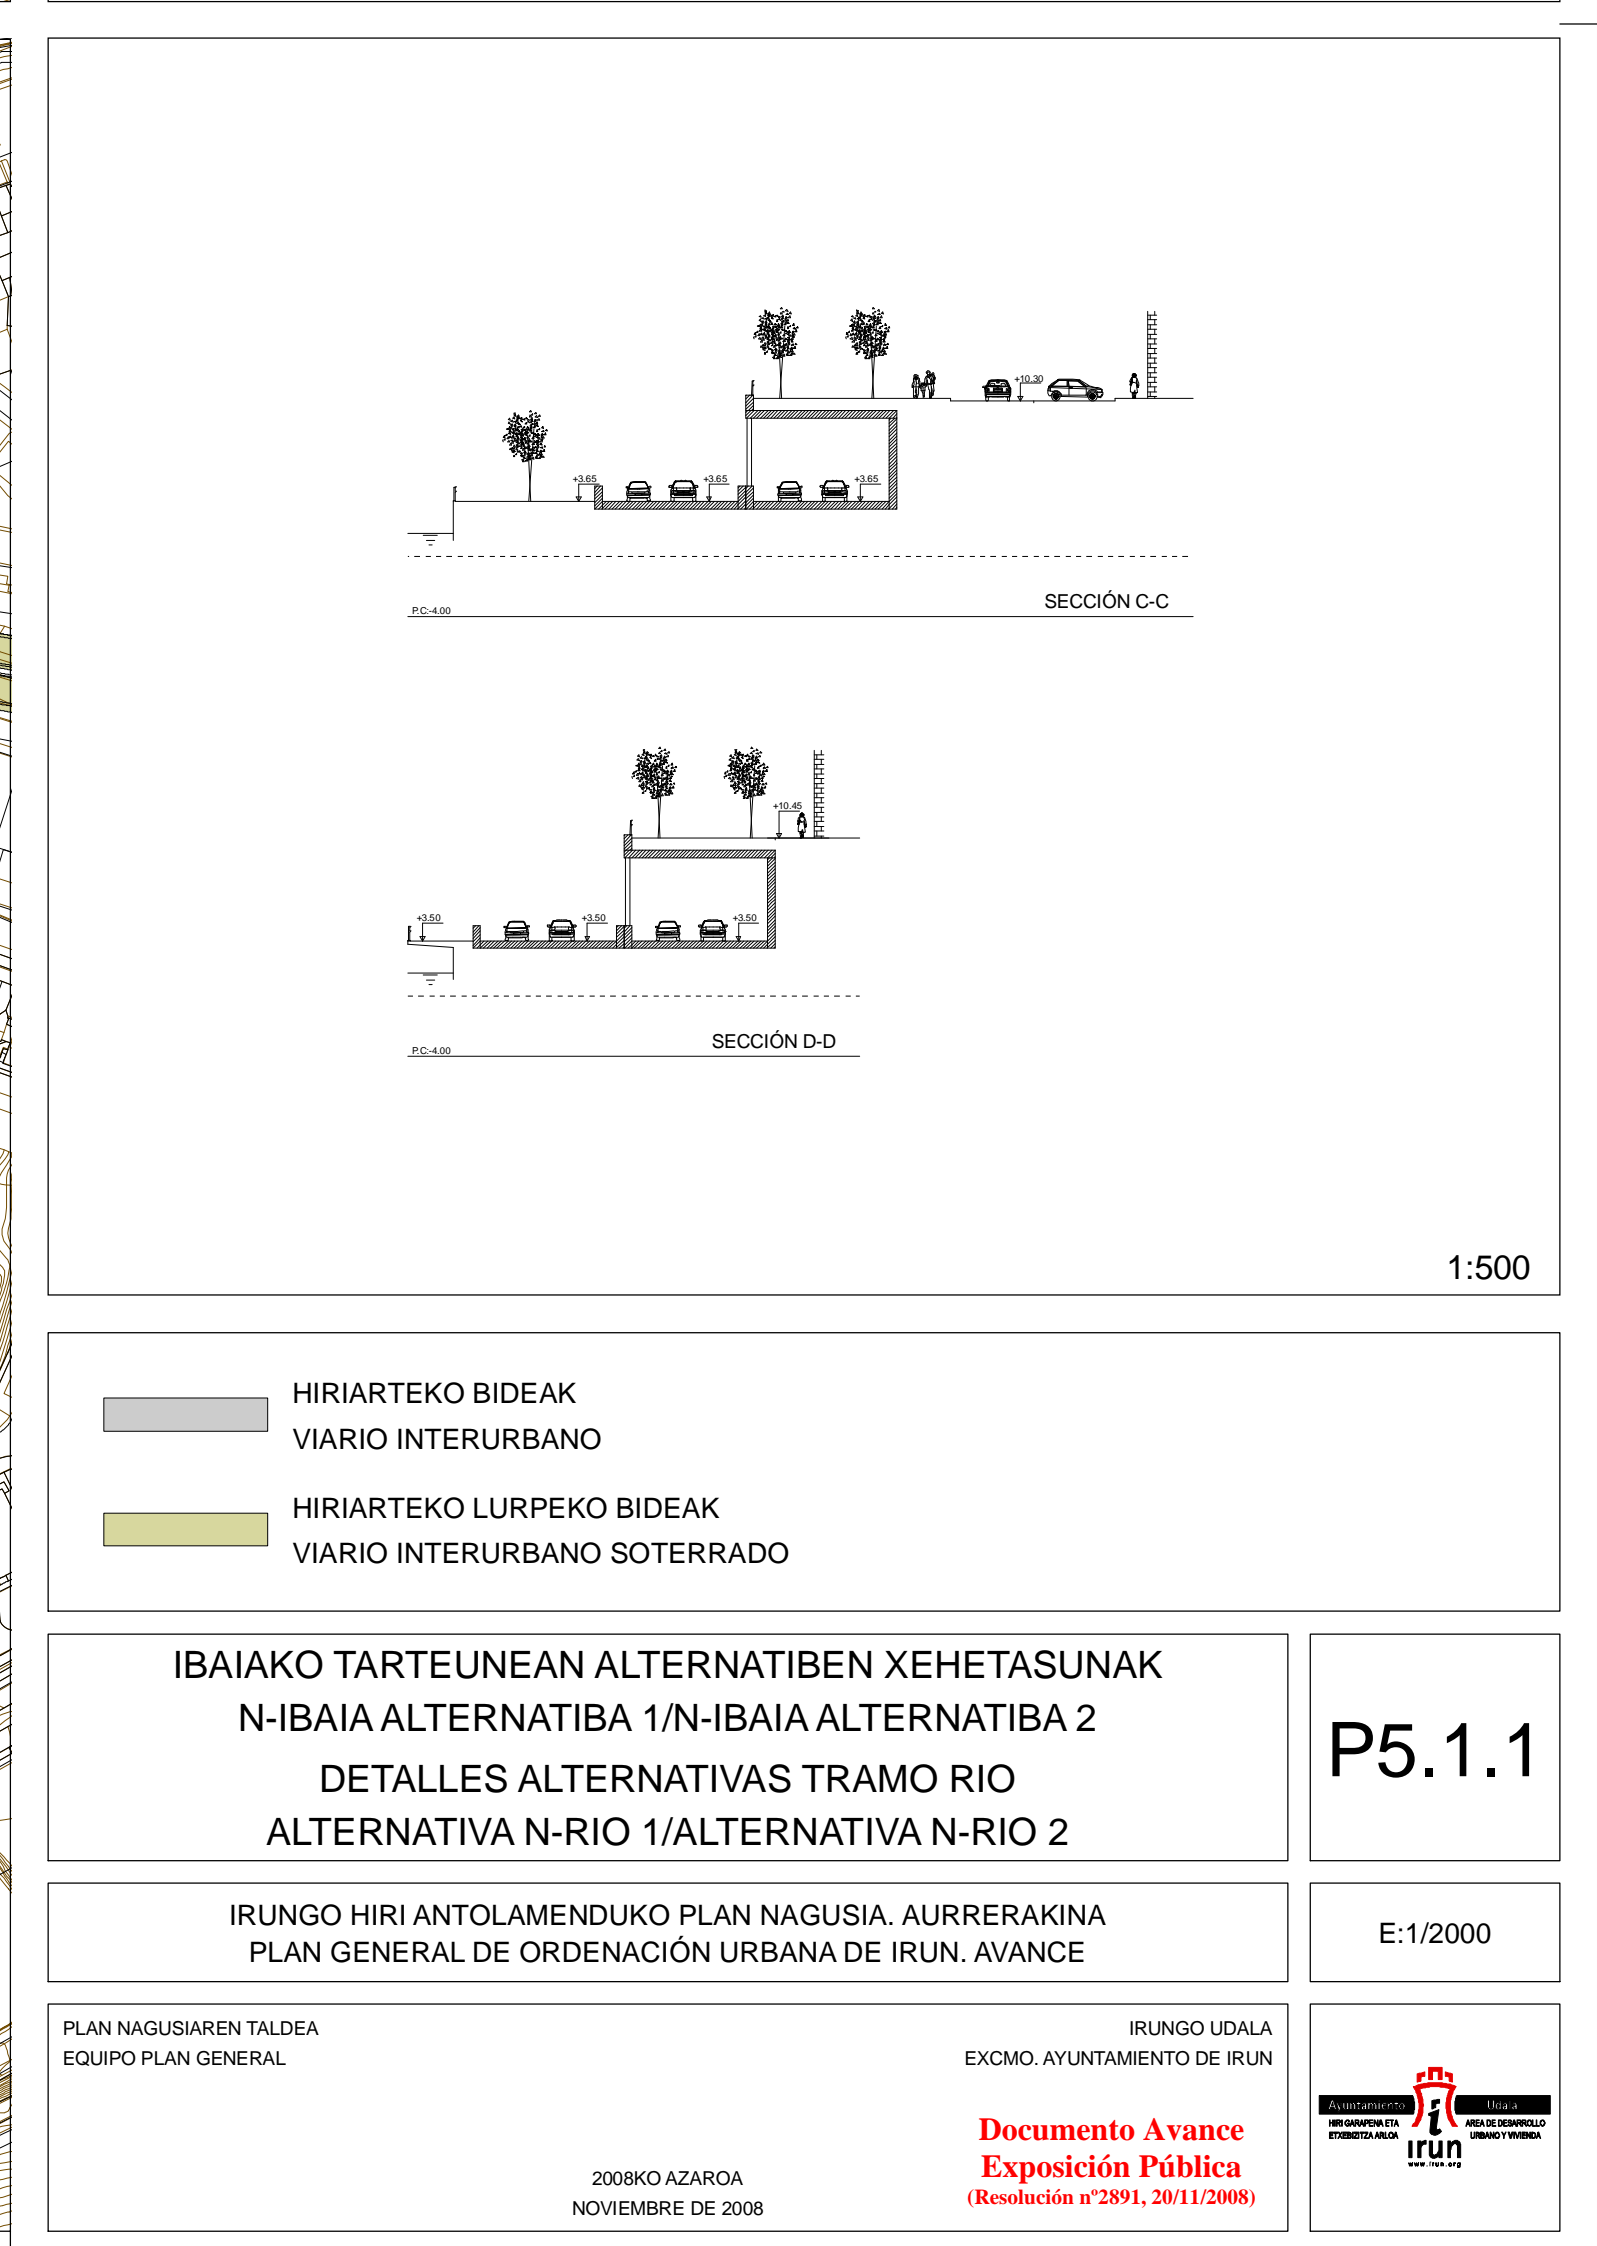 +10.30
+3.65
+3.65
+3.65
SECCIÓN C-C
P.C:-4.00
+10.45
+3.50
+3.50
+3.50
SECCIÓN D-D
P.C:-4.00
1:500
HIRIARTEKO BIDEAK
VIARIO INTERURBANO
HIRIARTEKO LURPEKO BIDEAK
VIARIO INTERURBANO SOTERRADO
IBAIAKO TARTEUNEAN ALTERNATIBEN XEHETASUNAK
N-IBAIA ALTERNATIBA 1/N-IBAIA ALTERNATIBA 2
DETALLES ALTERNATIVAS TRAMO RIO
ALTERNATIVA N-RIO 1/ALTERNATIVA N-RIO 2
P5.1.1
IRUNGO HIRI ANTOLAMENDUKO PLAN NAGUSIA. AURRERAKINA
PLAN GENERAL DE ORDENACIÓN URBANA DE IRUN. AVANCE
E:1/2000
PLAN NAGUSIAREN TALDEA
EQUIPO PLAN GENERAL
IRUNGO UDALA
EXCMO. AYUNTAMIENTO DE IRUN
Documento Avance
Exposición Pública
(Resolución nº2891, 20/11/2008)
2008KO AZAROA
NOVIEMBRE DE 2008
Ayuntamiento
Udala
HIRI GARAPENA ETA
ETXEBIZITZA ARLOA
AREA DE DESARROLLO
URBANO Y VIVIENDA
irun
www.irun.org